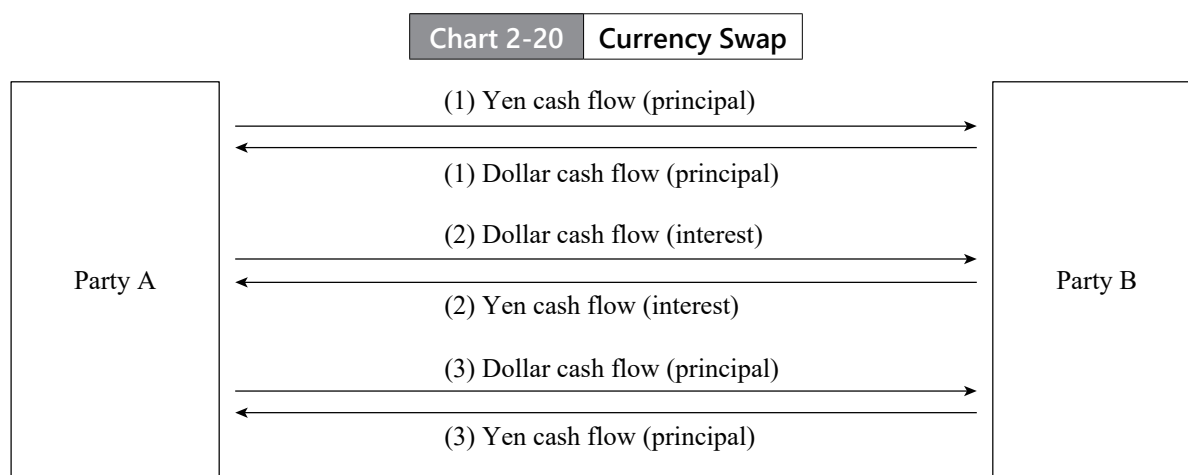 Chart 2-20 Currency Swap
(1) Yen cash flow (principal)
(1) Dollar cash flow (principal)
(2) Dollar cash flow (interest)
Party A
Party B
(2) Yen cash flow (interest)
(3) Dollar cash flow (principal)
(3) Yen cash flow (principal)